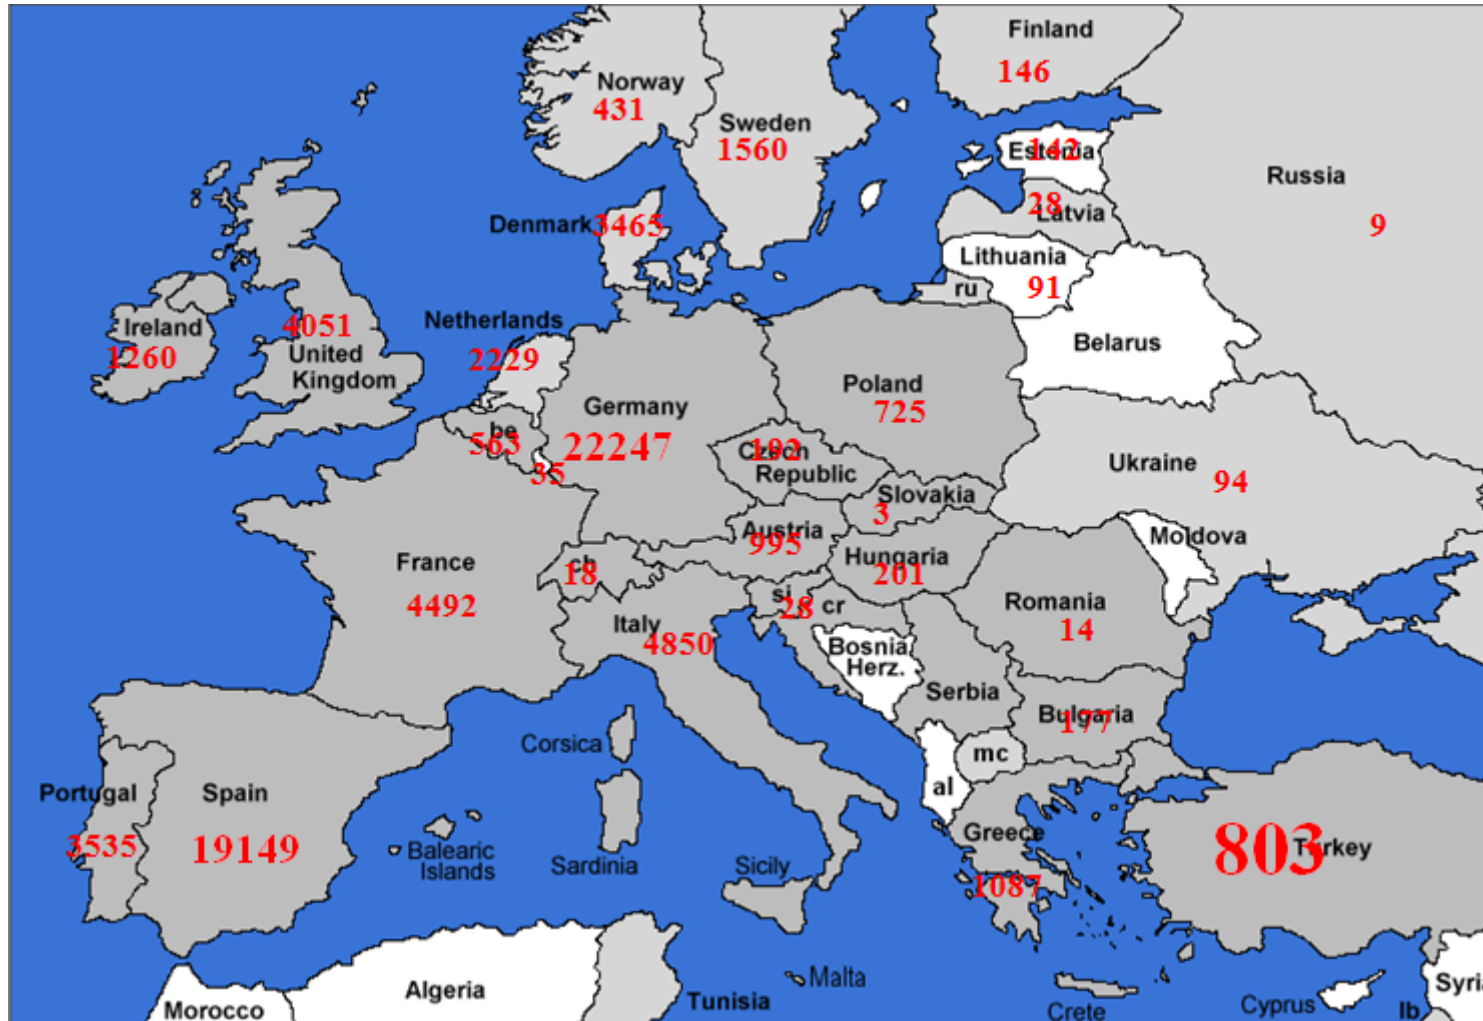 Finland
146
Norway
431
Sweden
1560
Estonia
142
Russia
9
28
Latvia
Denmark
3465
Lithuania
91
ru
Belarus
Ireland
1260
4051
United
Kingdom
Netherlands
2229
Germany
22247
be
563
35
Poland
725
192
Czech
Republic
Ukraine
94
Slovakia
3
Moldova
Austria
995
Hungaria
201
France
4492
ch
18
si
28
cr
Romania
14
Italy
4850
Bosnia
Herz.
Serbia
Bulgaria
177
Corsica
mc
al
Portugal
3535
Spain
19149
Balearic
Islands
Sardinia
Sicily
Greece
1087
803
Turkey
Morocco
Algeria
Tunisia
Malta
Crete
Cyprus
lb
Syri